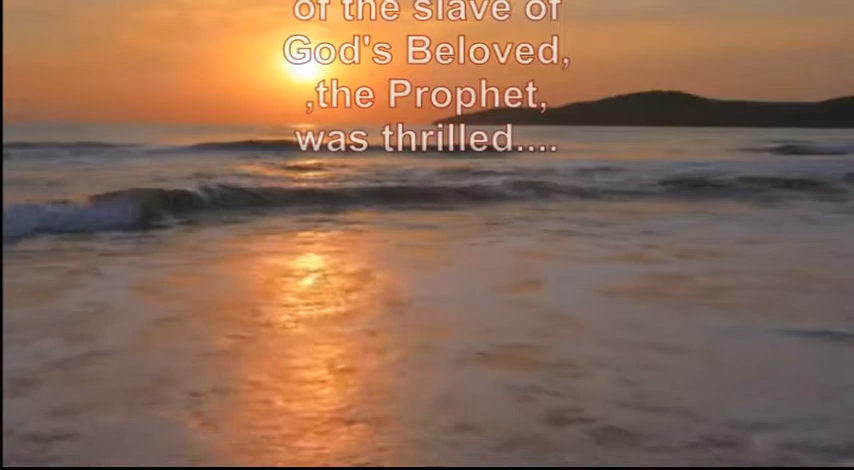 of the slave of
God's Beloved,
,the Prophet,
was thrilled....